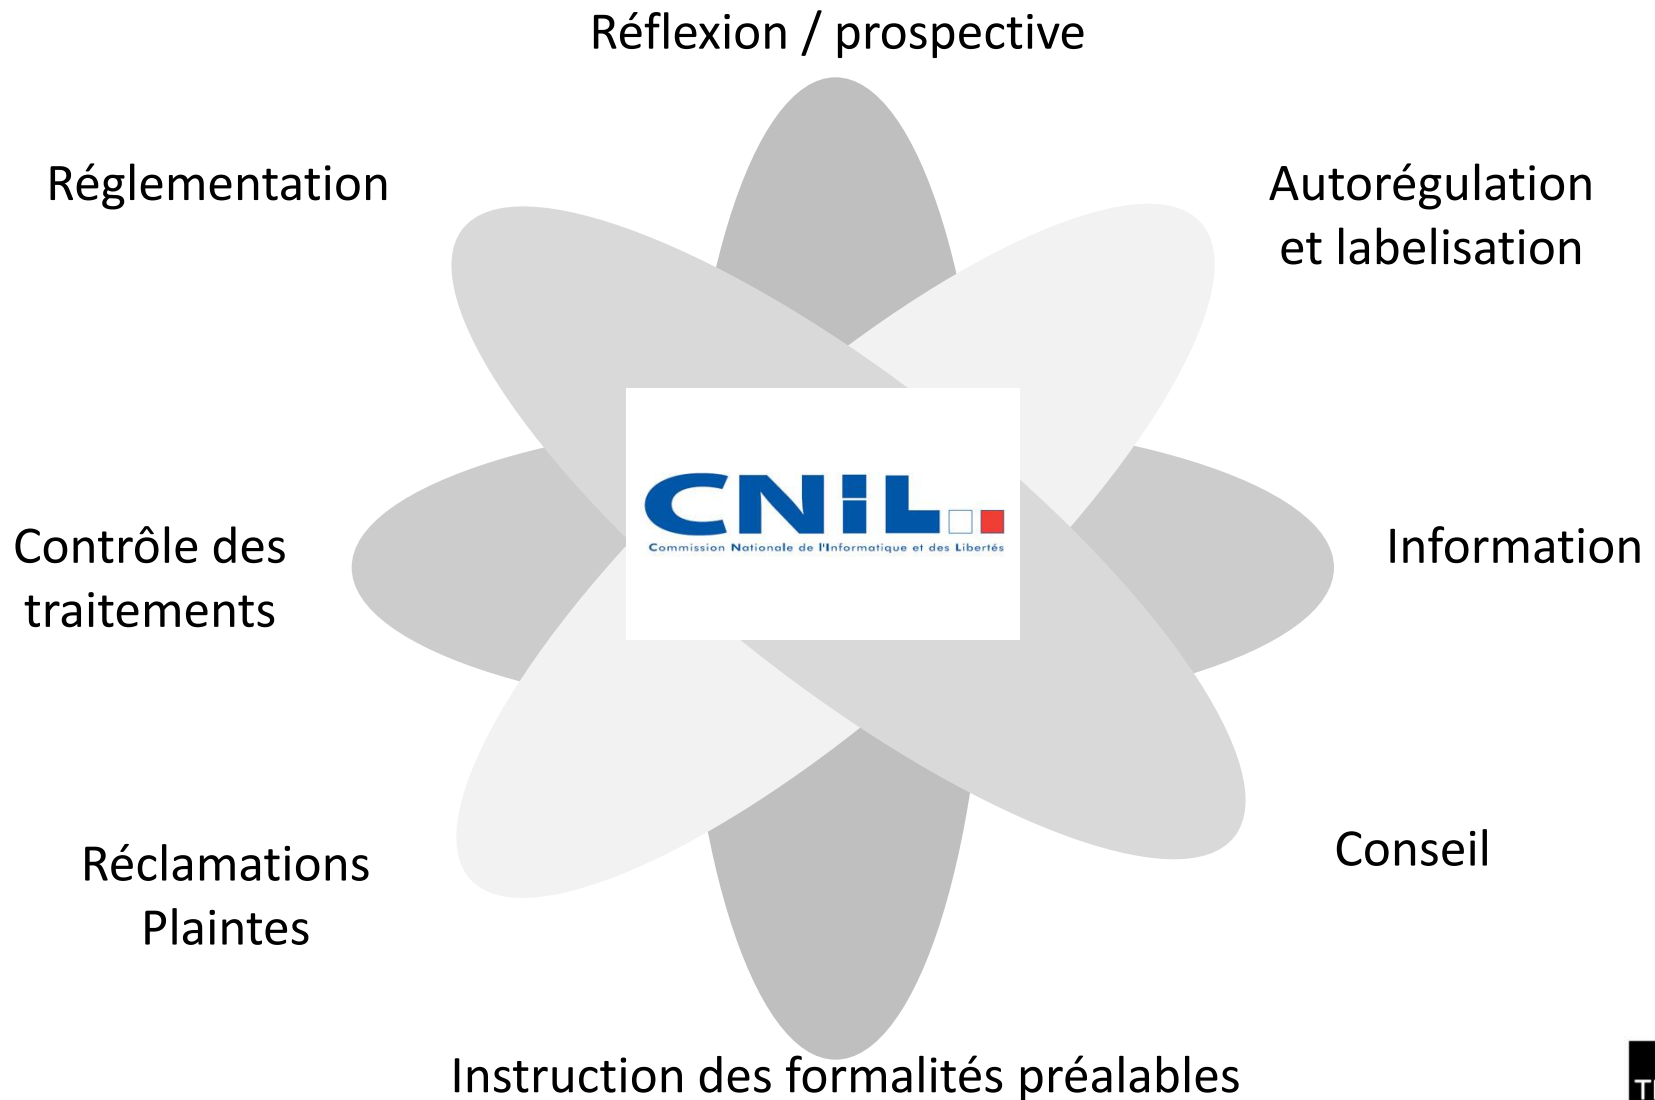 Réflexion / prospective
Réglementation
Autorégulation
et labelisation
CNiL
Commission Nationale de l'Informatique et des Libertés
Contrôle des
traitements
Information
Réclamations
Plaintes
Conseil
Instruction des formalités préalables